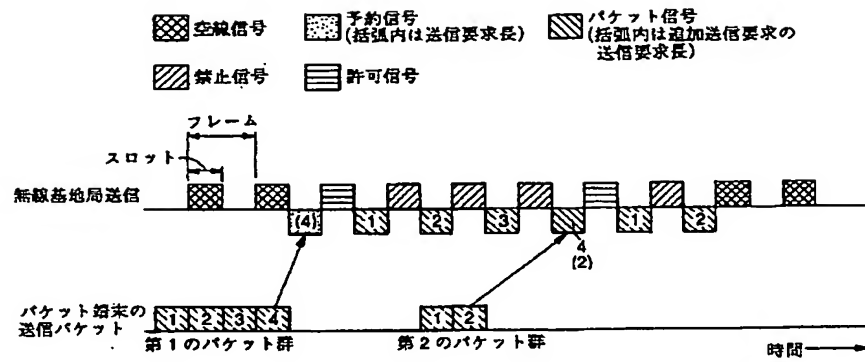 空線信号
予約信号
(括弧内は送信要求長)
パケット信号
(括弧内は追加送信要求の
送信要求長)
禁止信号
許可信号
フレーム
スロット
無線基地局送信
(4)
1
2
3
4
(2)
1
2
パケット端末の
送信パケット
1
2
3
4
1
2
第1のパケット群
第2のパケット群
時間